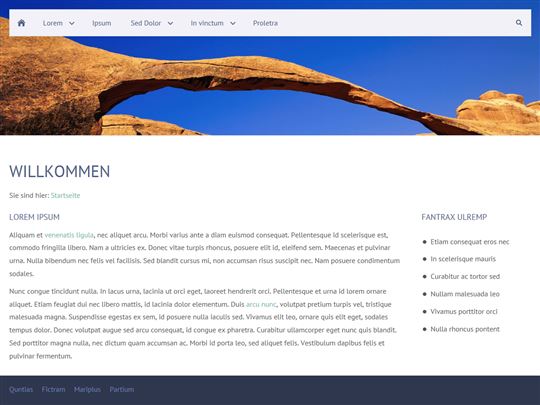 Lorem Ipsum Sed Dolor In vinctum Proletra
WILLKOMMEN
Sie sind hier: Startseite
LOREM IPSUM
Aliquam et venenatis ligula, nec aliquet arcu. Morbi varius ante a diam euismod consequat. Pellentesque id scelerisque est,
commodo fringilla libero. Nam a ultricies ex. Donec vitae turpis rhoncus, posuere elit id, eleifend sem. Maecenas et pulvinar
urna. Nulla bibendum nec felis vel facilisis. Sed blandit cursus mi, non accumsan risus suscipit nec. Nam posuere condimentum
sodales.
Nunc congue tincidunt nulla. In lacus urna, lacinia ut orci eget, laoreet hendrerit orci. Pellentesque et urna id lorem ornare
aliquet. Etiam feugiat dui nec libero mattis, id lacinia dolor elementum. Duis arcu nunc, volutpat pretium turpis vel, tristique
malesuada magna. Suspendisse egestas ex sem, id posuere nulla iaculis sed. Vivamus elit leo, ornare quis elit eget, sodales
tempus dolor. Donec volutpat augue sed arcu consequat, id congue ex pharetra. Curabitur ullamcorper eget nunc quis blandit.
Sed porttitor magna nulla, nec dictum quam accumsan ac. Morbi id porta leo, sed aliquet felis. Vestibulum dapibus felis et
pulvinar fermentum.
FANTRAX ULREMP
Etiam consequat eros nec
In scelerisque mauris
Curabitur ac tortor sed
Nullam malesuada leo
Vivamus porttitor orci
Nulla rhoncus pontent
Quntias Fictram Mariplus Partium